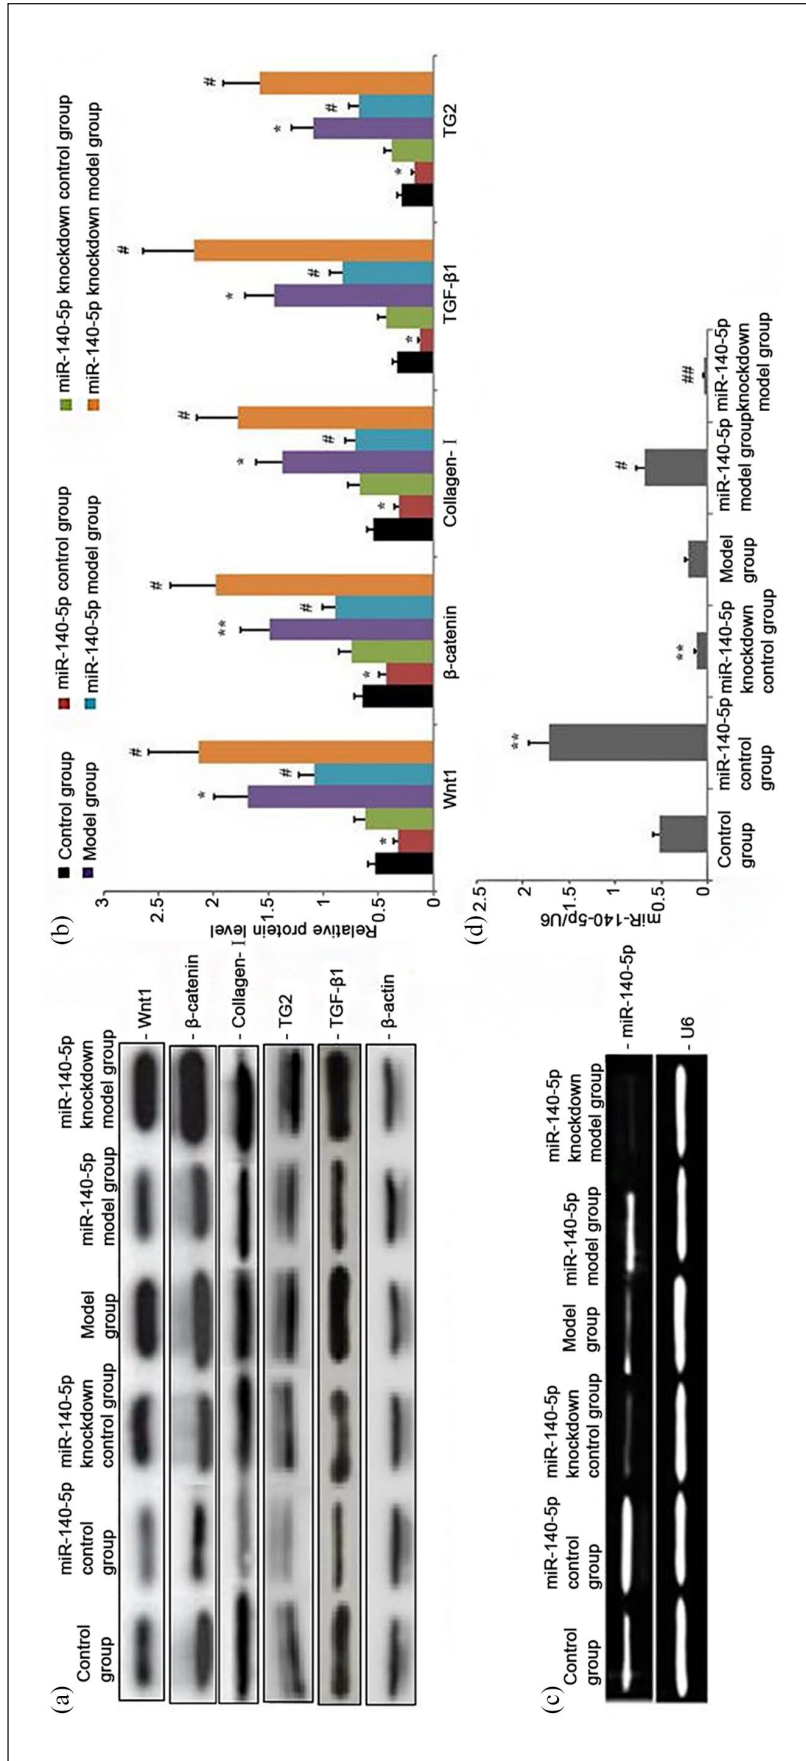 (a)
Control
group
miR-140-5p
control
group
miR-140-5p
knockdown
control group
Model
group
miR-140-5p
model group
miR-140-5p
knockdown
model group
- Wnt1
- β-catenin
- Collagen- I
- TG2
- TGF-β1
- β-actin
(b)
Control group
miR-140-5p control group
miR-140-5p knockdown control group
Model group
miR-140-5p model group
miR-140-5p knockdown model group
Relative protein level
3
2.5
2
1.5
1
0.5
0
* * # #
* ** # #
* * # #
* * # #
* * # #
Wnt1
β-catenin
Collagen- I
TGF-β1
TG2
(c)
Control
group
miR-140-5p
control
group
miR-140-5p
knockdown
control group
Model
group
miR-140-5p
model group
miR-140-5p
knockdown
model group
- miR-140-5p
- U6
(d)
miR-140-5p/U6
2.5
2
1.5
1
0.5
0
** ** # ##
Control
group
miR-140-5p
control
group
miR-140-5p
knockdown
control group
Model
group
miR-140-5p
model group
miR-140-5p
knockdown
model group